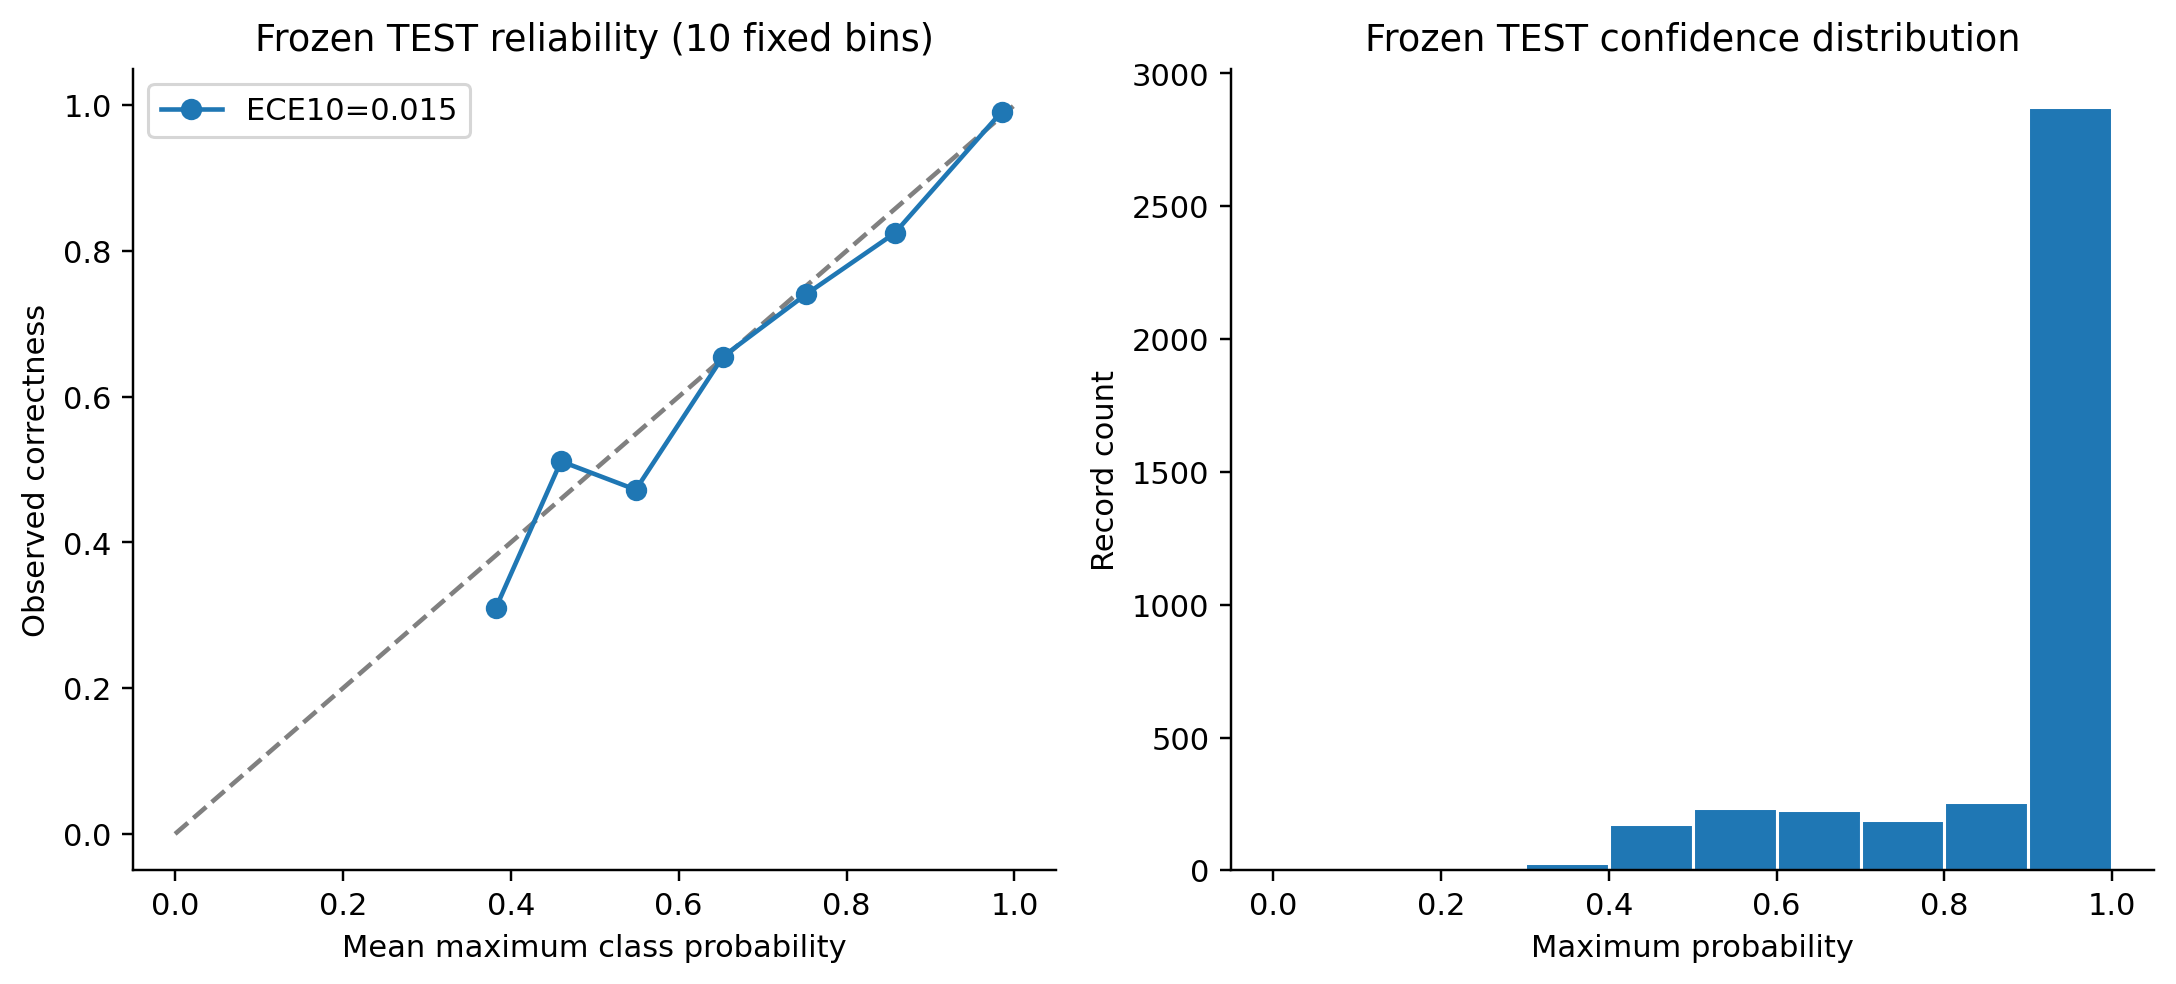 Frozen TEST reliability (10 fixed bins)
ECE10=0.015
1.0
0.8
0.6
0.4
0.2
0.0
Observed correctness
0.0 0.2 0.4 0.6 0.8 1.0
Mean maximum class probability
Frozen TEST confidence distribution
3000
2500
2000
1500
1000
500
0
Record count
0.0 0.2 0.4 0.6 0.8 1.0
Maximum probability